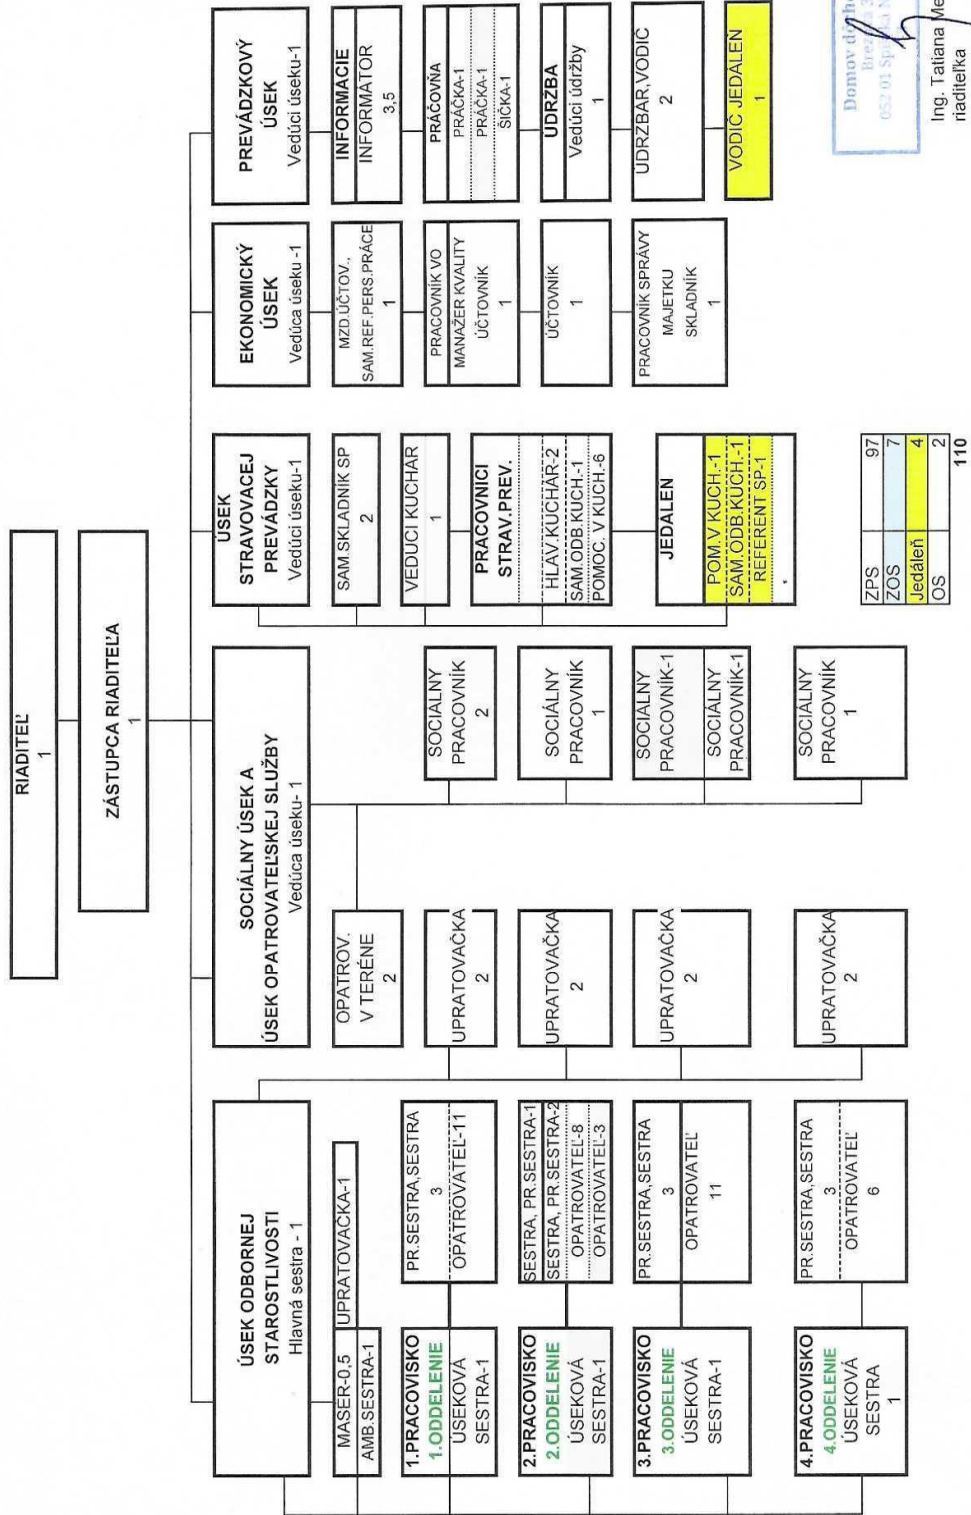 RIADITEĽ
1
ZÁSTUPCA RIADITEĽA
1
ÚSEK ODBORNEJ
STAROSTLIVOSTI
Hlavná sestra - 1
MASÉR-0,5
AMB.SESTRA-1
UPRATOVAČKA-1
1.PRACOVISKO
1.ODDELENIE
ÚSEKOVÁ
SESTRA-1
PR.SESTRA,SESTRA
3
OPATROVATEĽ-11
2.PRACOVISKO
2.ODDELENIE
ÚSEKOVÁ
SESTRA-1
SESTRA, PR.SESTRA-1
SESTRA, PR.SESTRA-2
OPATROVATEĽ-8
OPATROVATEĽ-3
3.PRACOVISKO
3.ODDELENIE
ÚSEKOVÁ
SESTRA-1
PR.SESTRA,SESTRA
3
OPATROVATEĽ
11
4.PRACOVISKO
4.ODDELENIE
ÚSEKOVÁ
SESTRA
1
PR.SESTRA,SESTRA
3
OPATROVATEĽ
6
SOCIÁLNY ÚSEK A
ÚSEK OPATROVATEĽSKEJ SLUŽBY
Vedúca úseku- 1
OPATROV.
V TERÉNE
2
UPRATOVAČKA
2
UPRATOVAČKA
2
UPRATOVAČKA
2
UPRATOVAČKA
2
SOCIÁLNY
PRACOVNÍK
2
SOCIÁLNY
PRACOVNÍK
1
SOCIÁLNY
PRACOVNÍK-1
SOCIÁLNY
PRACOVNÍK-1
SOCIÁLNY
PRACOVNÍK
1
ÚSEK
STRAVOVACEJ
PREVÁDZKY
Vedúci úseku-1
SAM.SKLADNÍK SP
2
VEDÚCI KUCHÁR
1
PRACOVNICI
STRAV.PREV.
HLAV.KUCHÁR-2
SAM.ODB.KUCH.-1
POMOC. V KUCH.-6
JEDÁLEŇ
POM.V KUCH.-1
SAM.ODB.KUCH.-1
REFERENT SP-1
EKONOMICKÝ
ÚSEK
Vedúca úseku -1
MZD.ÚČTOV.,
SAM.REF.PERS.PRÁCE
1
PRACOVNÍK VO
MANAŽER KVALITY
ÚČTOVNÍK
1
ÚČTOVNÍK
1
PRACOVNÍK SPRÁVY
MAJETKU
SKLADNÍK
1
PREVÁDZKOVÝ
ÚSEK
Vedúci úseku-1
INFORMÁCIE
INFORMÁTOR
3,5
PRÁČOVŇA
PRÁČKA-1
PRÁČKA-1
ŠIČKA-1
ÚDRŽBA
Vedúci údržby
1
ÚDRŽBÁR,VODIČ
2
VODIČ JEDÁLEŇ
1
ZPS 97
ZOS 7
Jedáleň 4
OS 2
110
Domov
052 01
Ing. Tatiana
riaditeľka